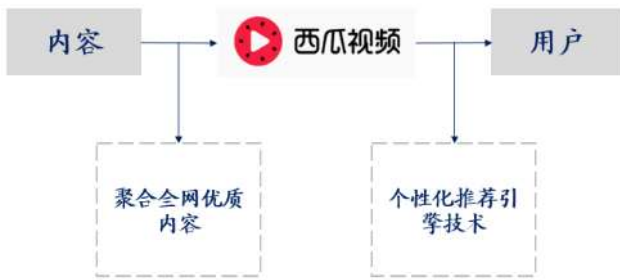 内容
西瓜视频
用户
聚合全网优质
内容
个性化推荐引
擎技术